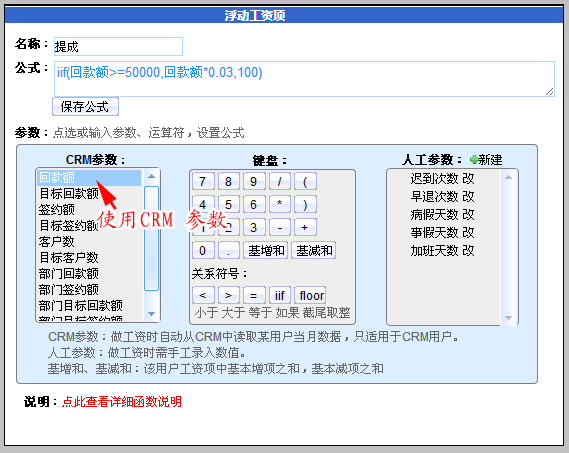 浮动工资项
名称：
提成
公式：
iif(回款额>=50000,回款额*0.03,100)
保存公式
参数：点选或输入参数、运算符，设置公式
CRM参数：
回款额
目标回款额
签约额
目标签约额
客户数
目标客户数
部门回款额
部门签约额
部门目标回款额
部门目标签约额
使用CRM 参数
键盘：
7 8 9 / (
4 5 6 * )
1 2 3 - +
0 . 基增和 基减和
关系符号：
< > = iif floor
小于 大于 等于 如果 截尾取整
人工参数： 新建
迟到次数 改
早退次数 改
病假天数 改
事假天数 改
加班天数 改
CRM参数：做工资时自动从CRM中读取某用户当月数据，只适用于CRM用户。
人工参数：做工资时需手工录入数值。
基增和、基减和：该用户工资项中基本增项之和，基本减项之和
说明：点此查看详细函数说明